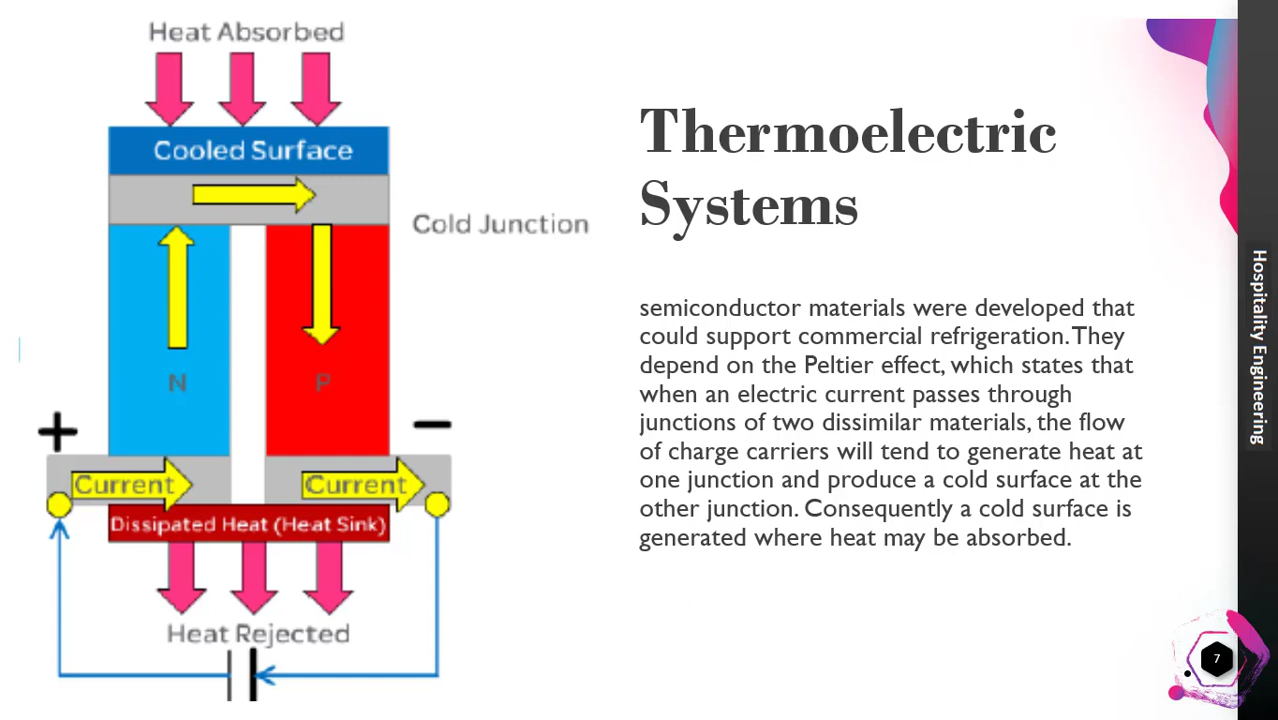 Heat Absorbed
Cooled Surface
Cold Junction
N
P
+
−
Current
Current
Dissipated Heat (Heat Sink)
Heat Rejected
Thermoelectric
Systems
semiconductor materials were developed that
could support commercial refrigeration. They
depend on the Peltier effect, which states that
when an electric current passes through
junctions of two dissimilar materials, the flow
of charge carriers will tend to generate heat at
one junction and produce a cold surface at the
other junction. Consequently a cold surface is
generated where heat may be absorbed.
Hospitality Engineering
7